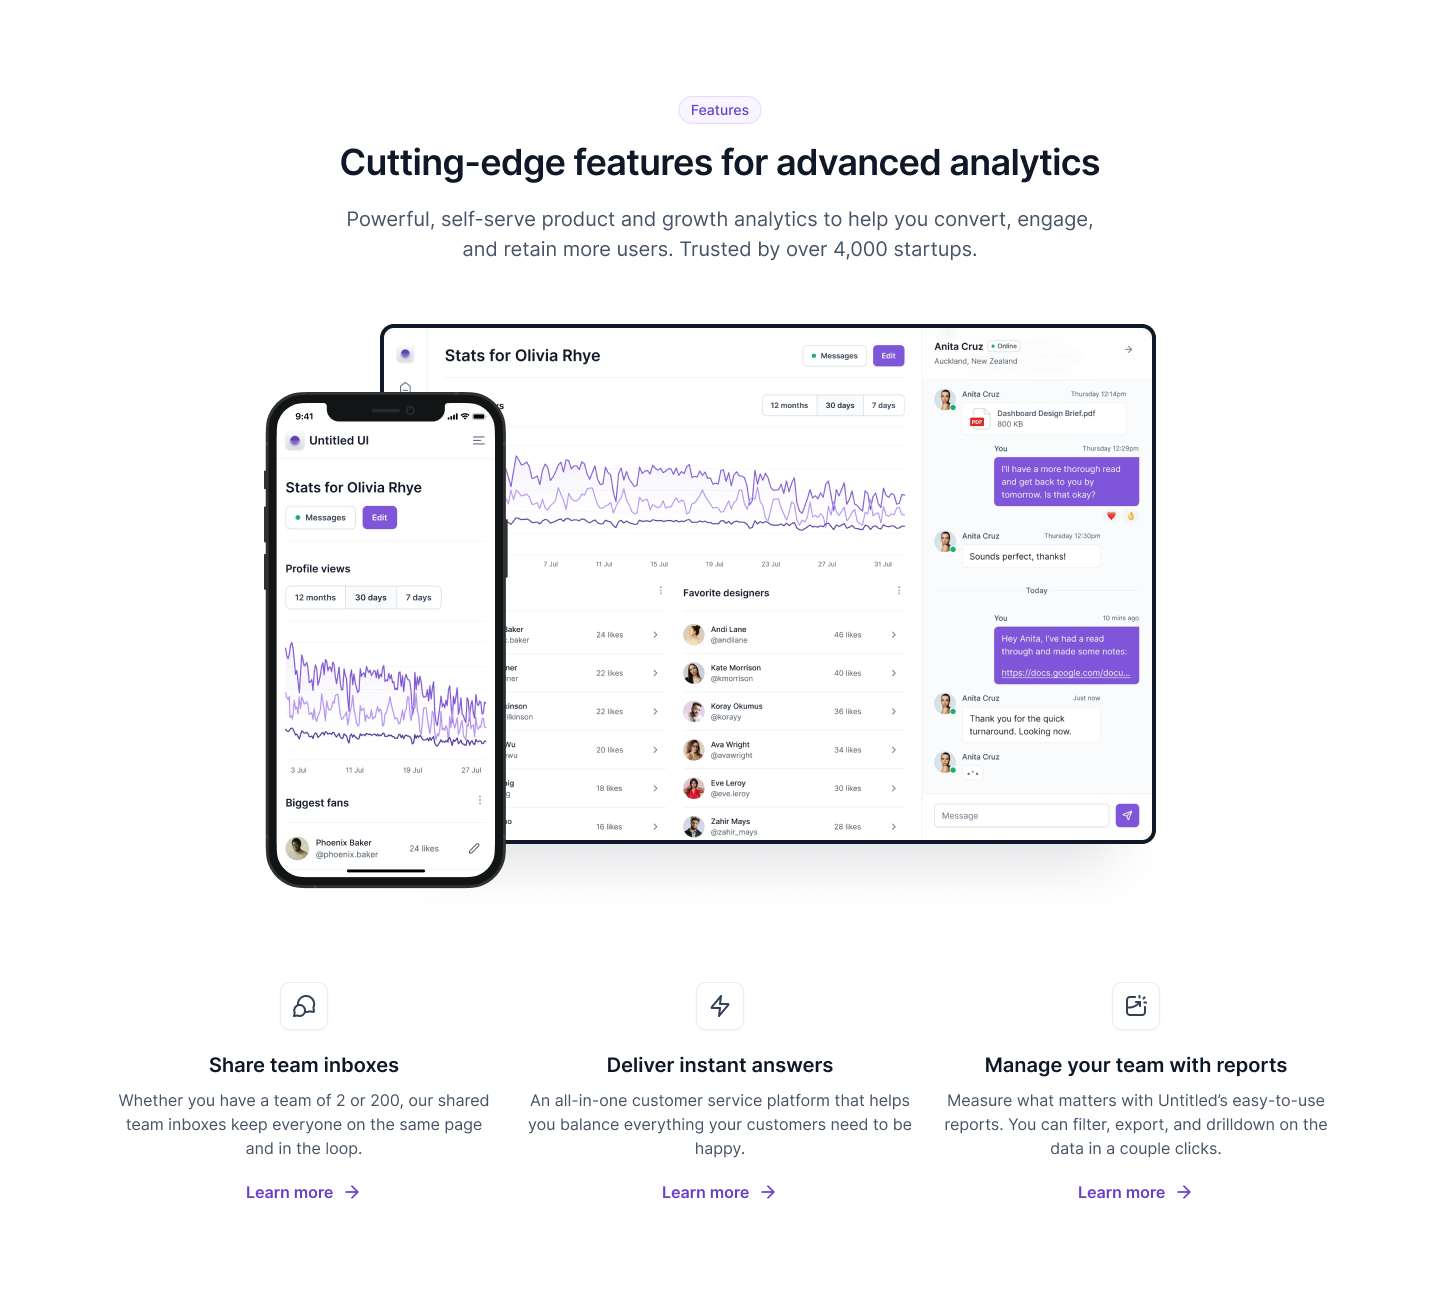 Features
Cutting-edge features for advanced analytics
Powerful, self-serve product and growth analytics to help you convert, engage,
and retain more users. Trusted by over 4,000 startups.
Stats for Olivia Rhye
Messages
Edit
12 months
30 days
7 days
7 Jul
11 Jul
15 Jul
19 Jul
23 Jul
27 Jul
31 Jul
Baker
24 likes
22 likes
22 likes
20 likes
18 likes
16 likes
Favorite designers
Andi Lane
@andilane
46 likes
Kate Morrison
@kmorrison
40 likes
Koray Okumus
@korayy
36 likes
Ava Wright
@avawright
34 likes
Eve Leroy
@eve.leroy
30 likes
Zahir Mays
@zahir_mays
28 likes
Anita Cruz
Online
Auckland, New Zealand
Anita Cruz
Thursday 12:14pm
Dashboard Design Brief.pdf
800 KB
PDF
You
Thursday 12:29pm
I'll have a more thorough read
and get back to you by
tomorrow. Is that okay?
Anita Cruz
Thursday 12:30pm
Sounds perfect, thanks!
Today
You
10 mins ago
Hey Anita, I've had a read
through and made some notes:
https://docs.google.com/docu...
Anita Cruz
Just now
Thank you for the quick
turnaround. Looking now.
Anita Cruz
Message
9:41
Untitled UI
Stats for Olivia Rhye
Messages
Edit
Profile views
12 months
30 days
7 days
3 Jul
11 Jul
19 Jul
27 Jul
Biggest fans
Phoenix Baker
@phoenix.baker
24 likes
Share team inboxes
Whether you have a team of 2 or 200, our shared
team inboxes keep everyone on the same page
and in the loop.
Learn more
Deliver instant answers
An all-in-one customer service platform that helps
you balance everything your customers need to be
happy.
Learn more
Manage your team with reports
Measure what matters with Untitled’s easy-to-use
reports. You can filter, export, and drilldown on the
data in a couple clicks.
Learn more